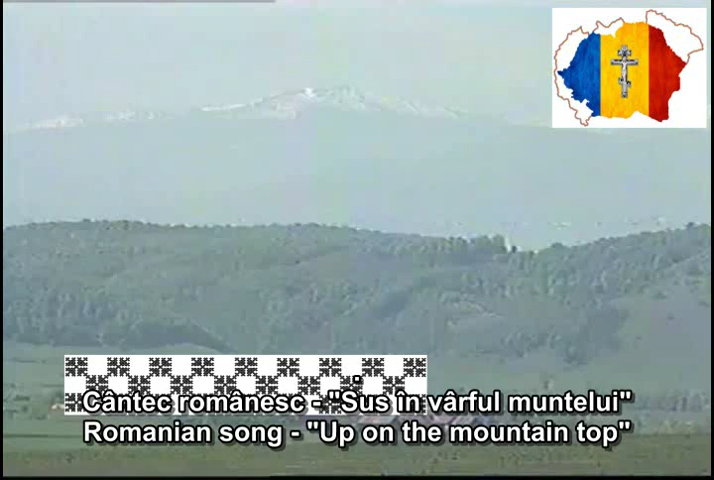 Cântec românesc - "Sus în vârful muntelui"
Romanian song - "Up on the mountain top"